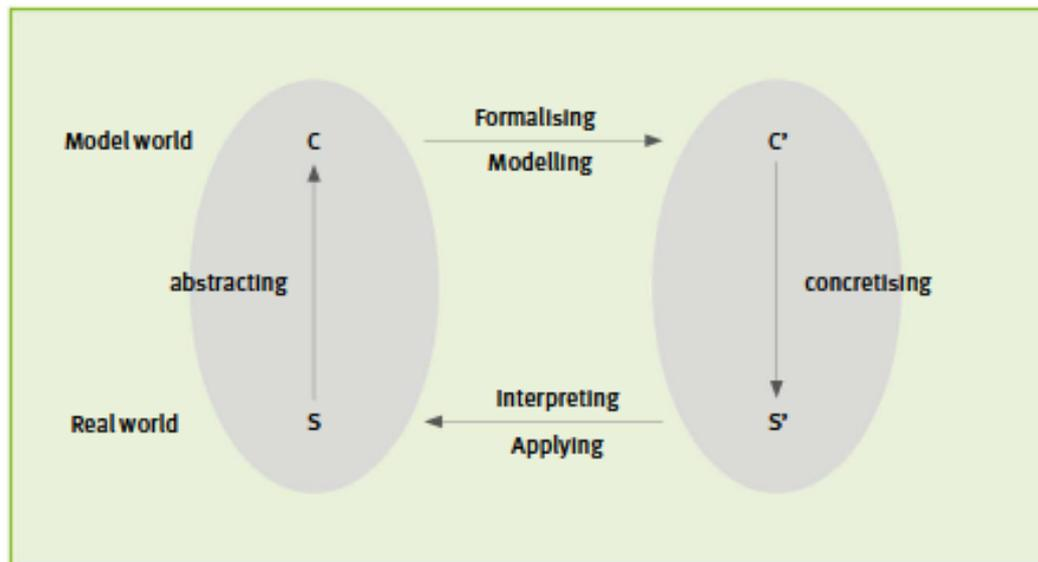 Formalising
Model world C C’
Modelling
abstracting concretising
Interpreting
Real world S S’
Applying